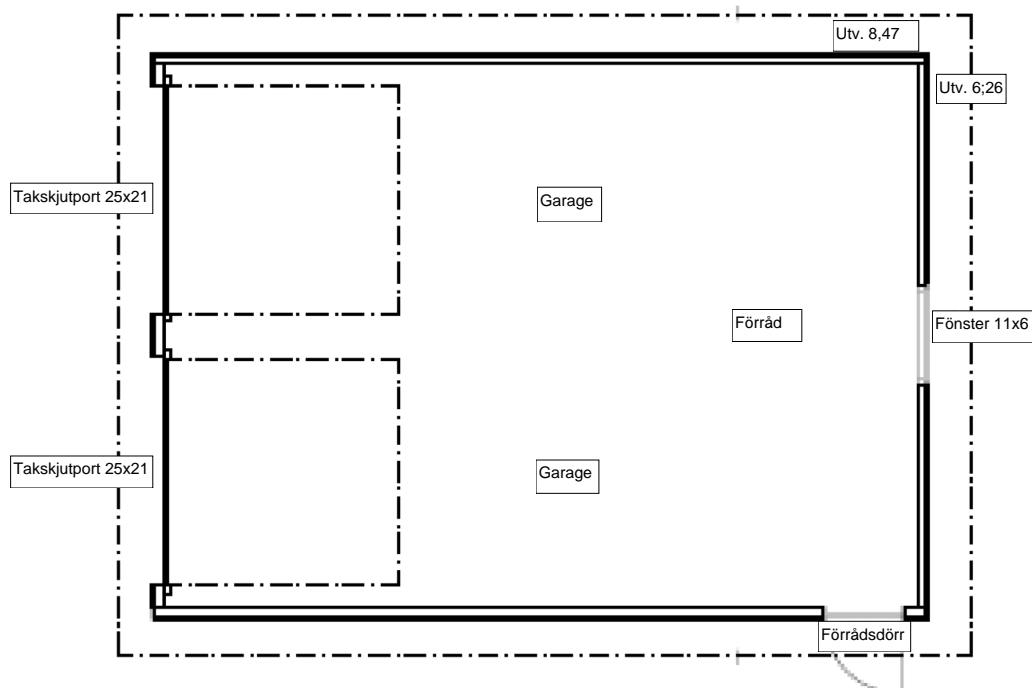 Utv. 8,47
Utv. 6;26
Takskjutport 25x21
Garage
Förråd
Fönster 11x6
Takskjutport 25x21
Garage
Förrådsdörr